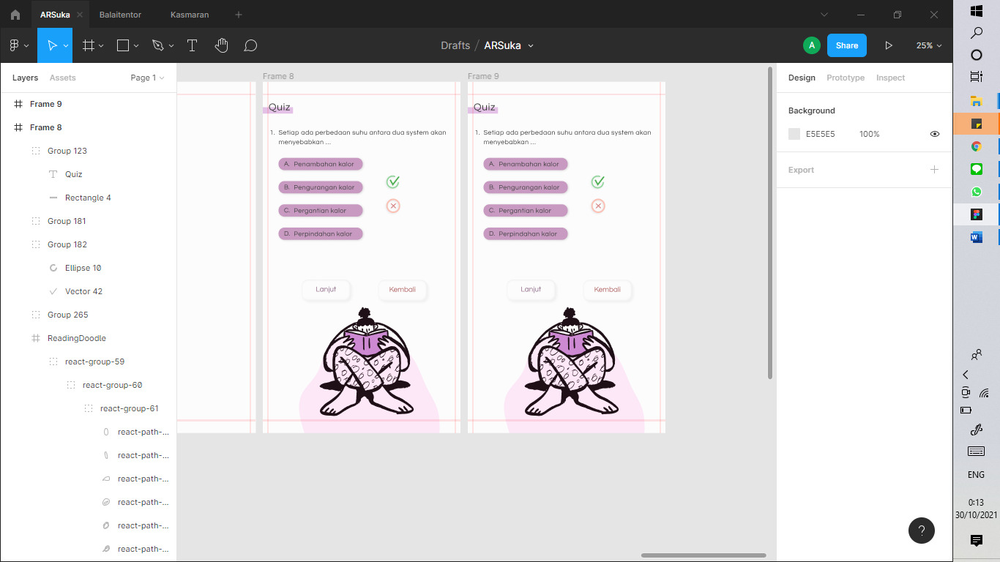 ARSuka
Balaitentor
Kasmaran
Drafts / ARSuka
A
Share
25%
Layers
Assets
Page 1
Frame 9
Frame 8
Group 123
Quiz
Rectangle 4
Group 181
Group 182
Ellipse 10
Vector 42
Group 265
ReadingDoodle
react-group-59
react-group-60
react-group-61
react-path-...
react-path-...
react-path-...
react-path-...
react-path-...
react-path-...
Frame 8
Quiz
1. Setiap ada perbedaan suhu antara dua system akan
menyebabkan ...
A. Penambahan kalor
B. Pengurangan kalor
C. Pergantian kalor
D. Perpindahan kalor
Lanjut
Kembali
Frame 9
Quiz
1. Setiap ada perbedaan suhu antara dua system akan
menyebabkan ...
A. Penambahan kalor
B. Pengurangan kalor
C. Pergantian kalor
D. Perpindahan kalor
Lanjut
Kembali
Design
Prototype
Inspect
Background
E5E5E5
100%
Export
?
ENG
0:13
30/10/2021